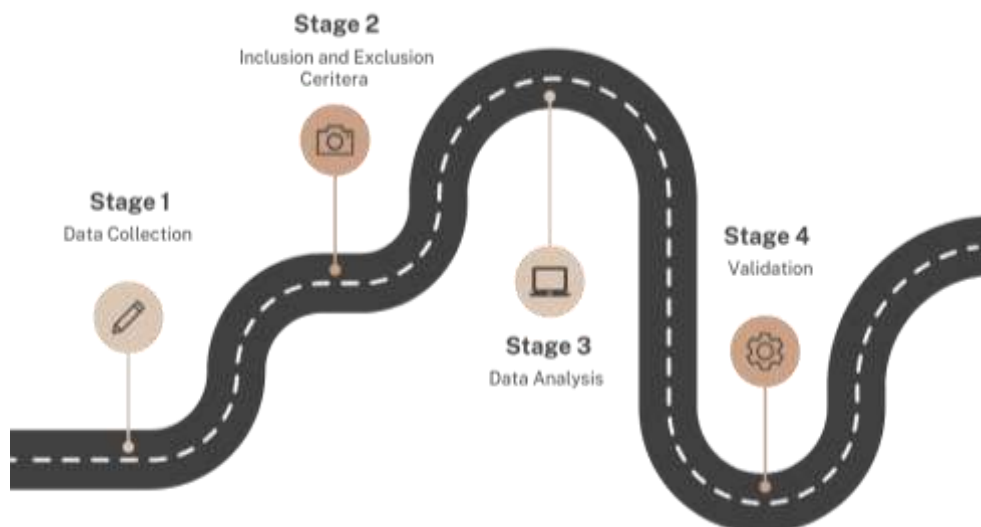 Stage 1
Data Collection
Stage 2
Inclusion and Exclusion
Ceritera
Stage 3
Data Analysis
Stage 4
Validation